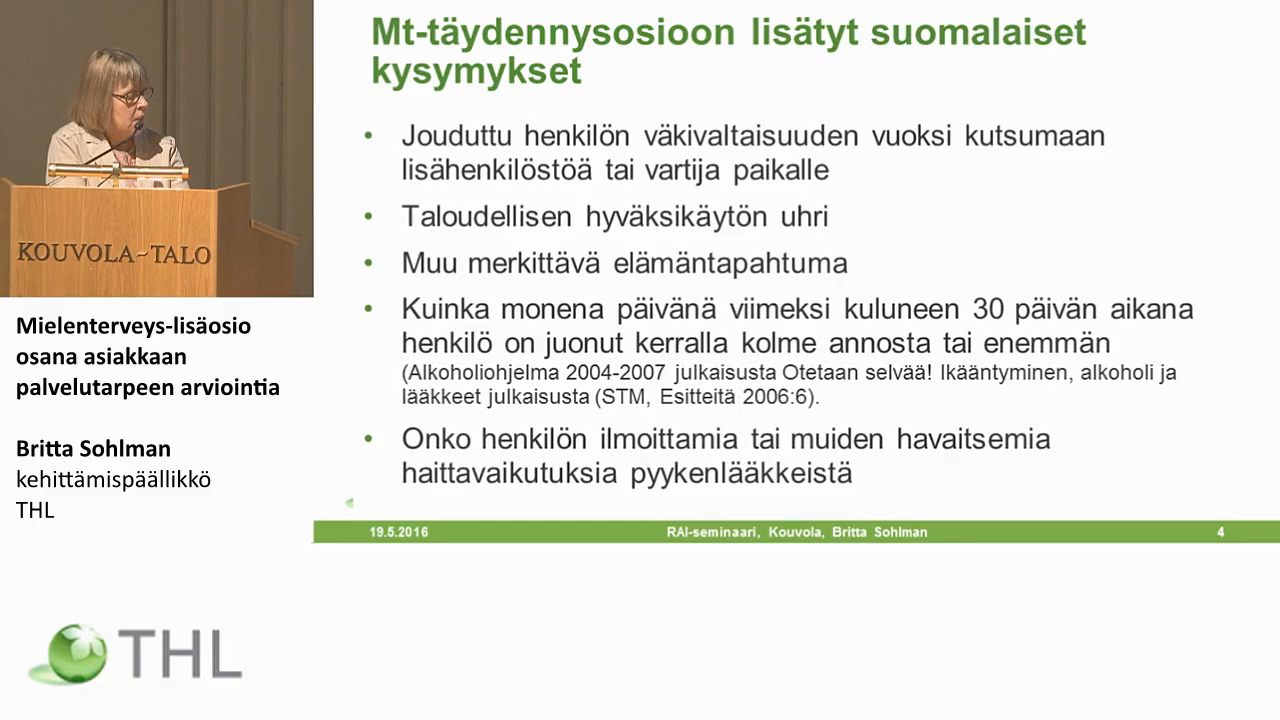 Mt-täydennysosioon lisätyt suomalaiset
kysymykset
• Jouduttu henkilön väkivaltaisuuden vuoksi kutsumaan
lisähenkilöstöä tai vartija paikalle
• Taloudellisen hyväksikäytön uhri
• Muu merkittävä elämäntapahtuma
• Kuinka monena päivänä viimeksi kuluneen 30 päivän aikana
henkilö on juonut kerralla kolme annosta tai enemmän
(Alkoholiohjelma 2004-2007 julkaisusta Otetaan selvää! Ikääntyminen, alkoholi ja
lääkkeet julkaisusta (STM, Esitteitä 2006:6).
• Onko henkilön ilmoittamia tai muiden havaitsemia
haittavaikutuksia pyykenlääkkeistä
19.5.2016 RAI-seminaari, Kouvola, Britta Sohlman 4
KOUVOLA-TALO
Mielenterveys-lisäosio
osana asiakkaan
palvelutarpeen arviointia
Britta Sohlman
kehittämispäällikkö
THL
THL